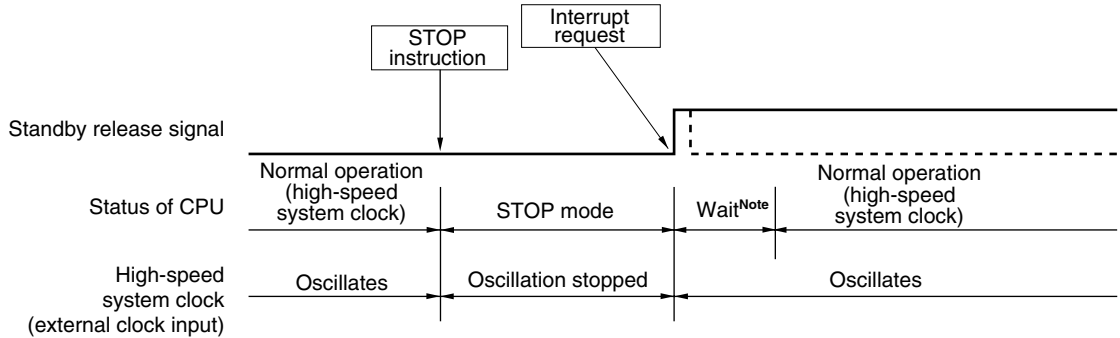 Interrupt
request
STOP
instruction
Standby release signal
Normal operation
(high-speed
system clock)
Normal operation
(high-speed
system clock)
Status of CPU
STOP mode
WaitNote
High-speed
system clock
(external clock input)
Oscillates
Oscillation stopped
Oscillates